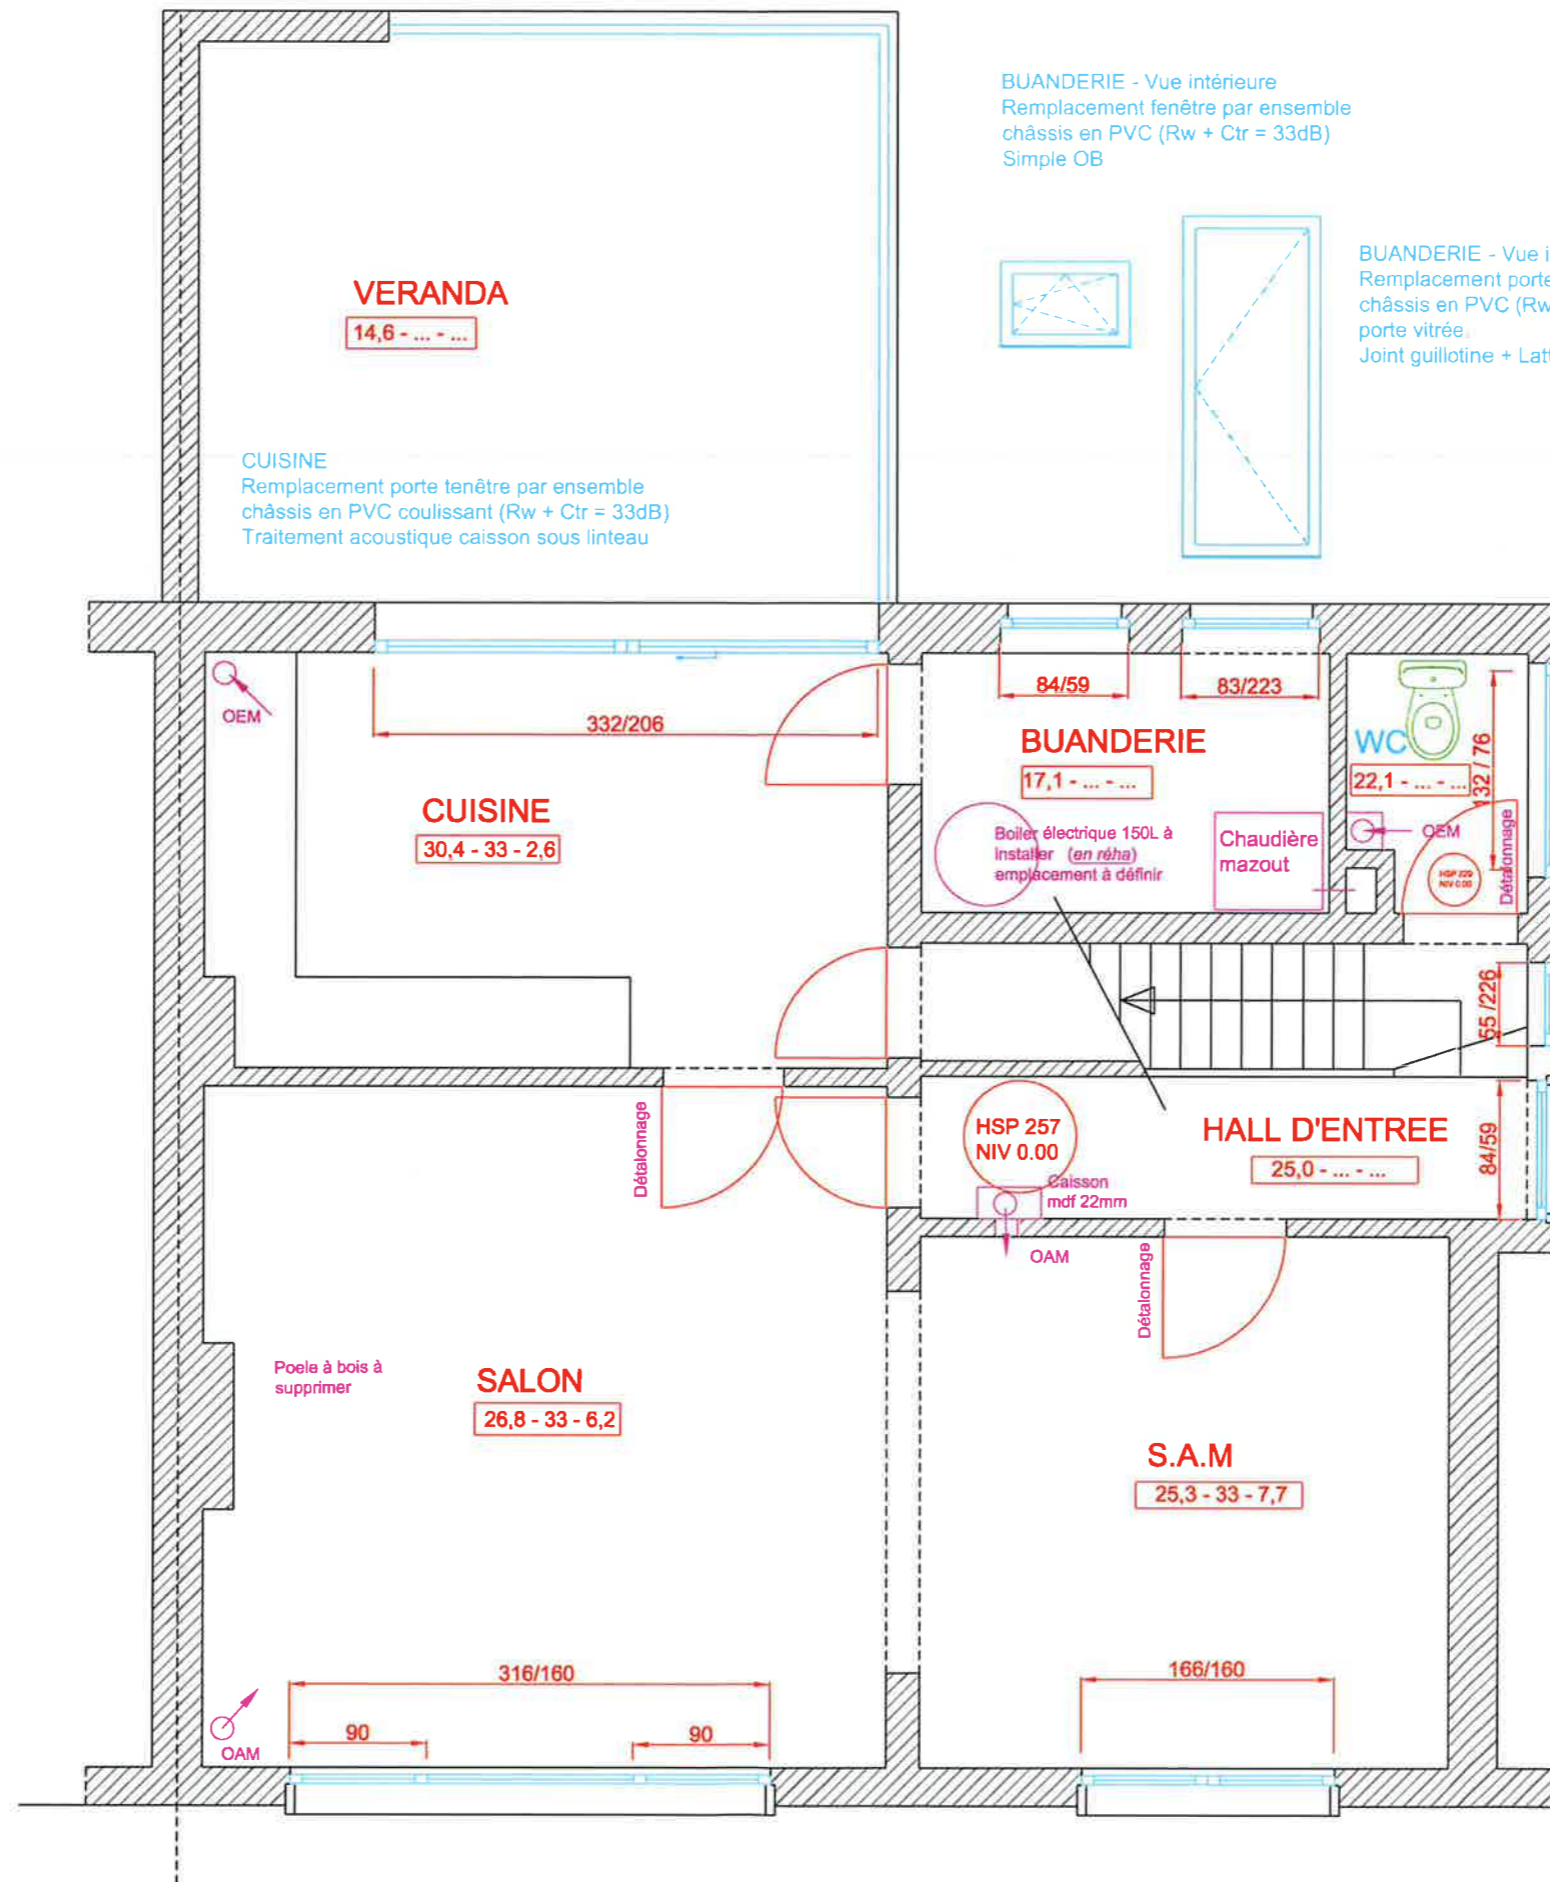 BUANDERIE - Vue intérieure
Remplacement fenêtre par ensemble
châssis en PVC (Rw + Ctr = 33dB)
Simple OB
BUANDERIE - Vue i
Remplacement porte
châssis en PVC (Rw
porte vitrée.
Joint guillotine + Latt
VERANDA
14,6 - ... - ...
CUISINE
Remplacement porte tenêtre par ensemble
châssis en PVC coulissant (Rw + Ctr = 33dB)
Traitement acoustique caisson sous linteau
OEM
332/206
84/59
83/223
BUANDERIE
17,1 - ... - ...
WC
22,1 - ... - ...
132 / 76
CUISINE
30,4 - 33 - 2,6
Boiler électrique 150L à
installer (en réha)
emplacement à définir
Chaudière
mazout
OEM
HSP 229
NIV 0.00
Détalonnage
55 /226
Détalonnage
HSP 257
NIV 0.00
HALL D'ENTREE
25,0 - ... - ...
84/59
Caisson
mdf 22mm
OAM
Détalonnage
Poele à bois à
supprimer
SALON
26,8 - 33 - 6,2
S.A.M
25,3 - 33 - 7,7
316/160
166/160
90
90
OAM